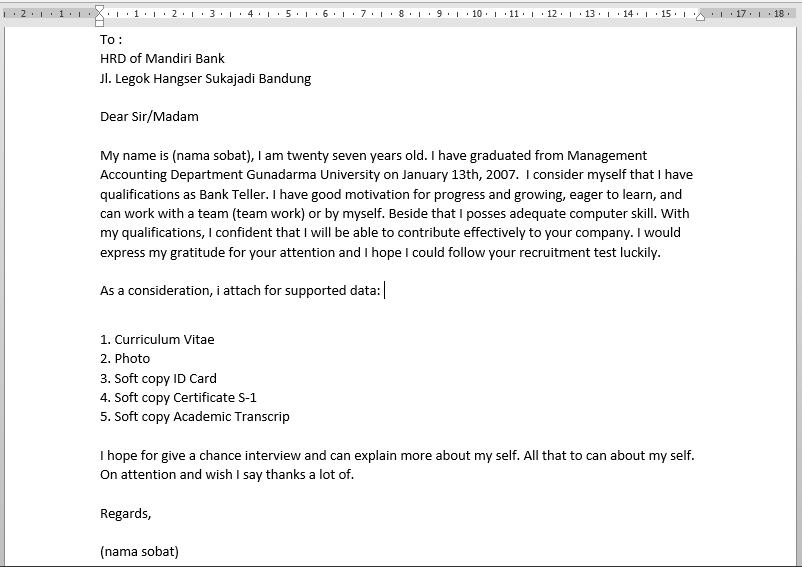 2 1 1 2 3 4 5 6 7 8 9 10 11 12 13 14 15 17 18
To :
HRD of Mandiri Bank
Jl. Legok Hangser Sukajadi Bandung
Dear Sir/Madam
My name is (nama sobat), I am twenty seven years old. I have graduated from Management
Accounting Department Gunadarma University on January 13th, 2007.  I consider myself that I have
qualifications as Bank Teller. I have good motivation for progress and growing, eager to learn, and
can work with a team (team work) or by myself. Beside that I posses adequate computer skill. With
my qualifications, I confident that I will be able to contribute effectively to your company. I would
express my gratitude for your attention and I hope I could follow your recruitment test luckily.
As a consideration, i attach for supported data:
1. Curriculum Vitae
2. Photo
3. Soft copy ID Card
4. Soft copy Certificate S-1
5. Soft copy Academic Transcrip
I hope for give a chance interview and can explain more about my self. All that to can about my self.
On attention and wish I say thanks a lot of.
Regards,
(nama sobat)